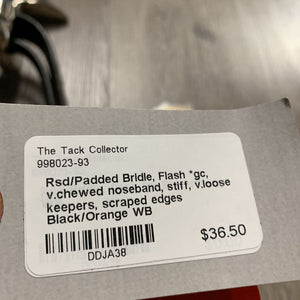 The Tack Collector
998023-93
Rsd/Padded Bridle, Flash *gc,
v.chewed noseband, stiff, v.loose
keepers, scraped edges
Black/Orange WB
$36.50
DDJA38